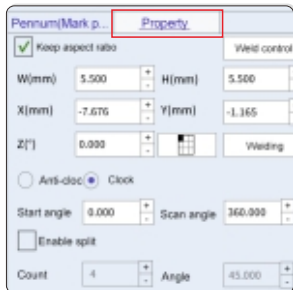 Pennum(Mark p... Property
Keep aspect ratio Weld control
W(mm) 5.500 + - H(mm) 5.500
X(mm) -7.676 + - Y(mm) -1.165
Z(°) 0.000 + - Welding
Anti-cloc Clock
Start angle 0.000 + - Scan angle 360.000 + -
Enable split
Count 4 + - Angle 45.000 + -